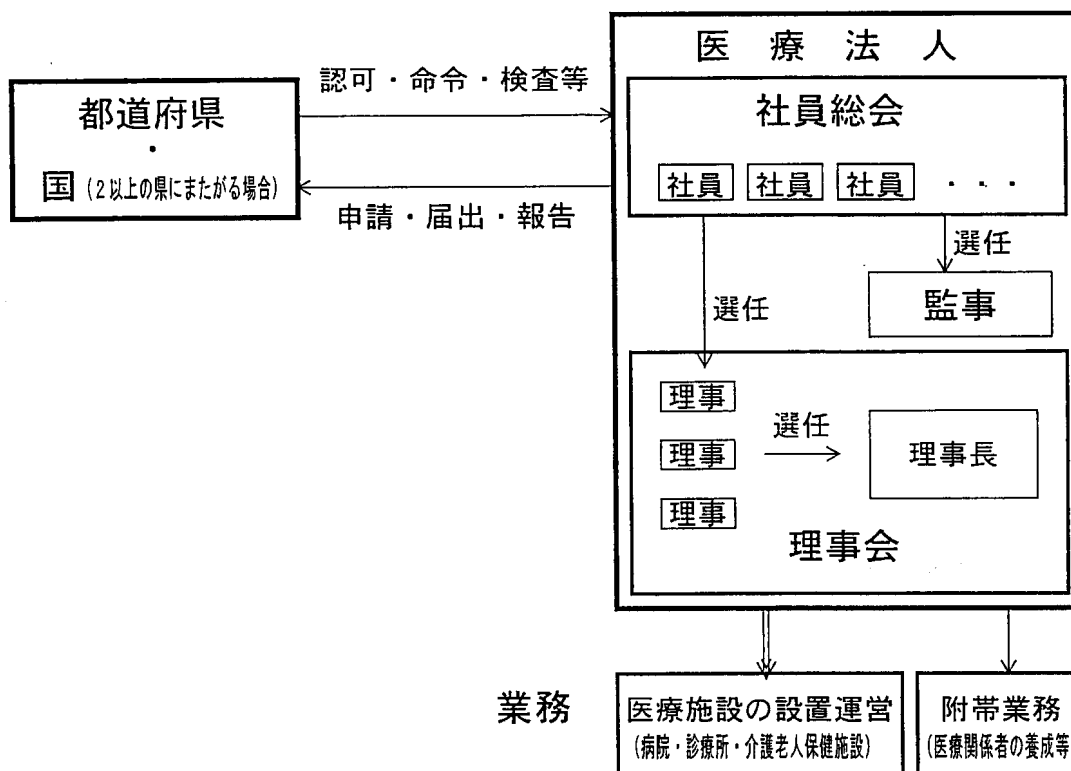 医療法人
認可・命令・検査等
都道府県
・
国(2以上の県にまたがる場合)
申請・届出・報告
社員総会
社員 社員 社員 ・・・
選任
監事
選任
理事
理事
理事
選任
理事長
理事会
業務
医療施設の設置運営
(病院・診療所・介護老人保健施設)
附帯業務
(医療関係者の養成等